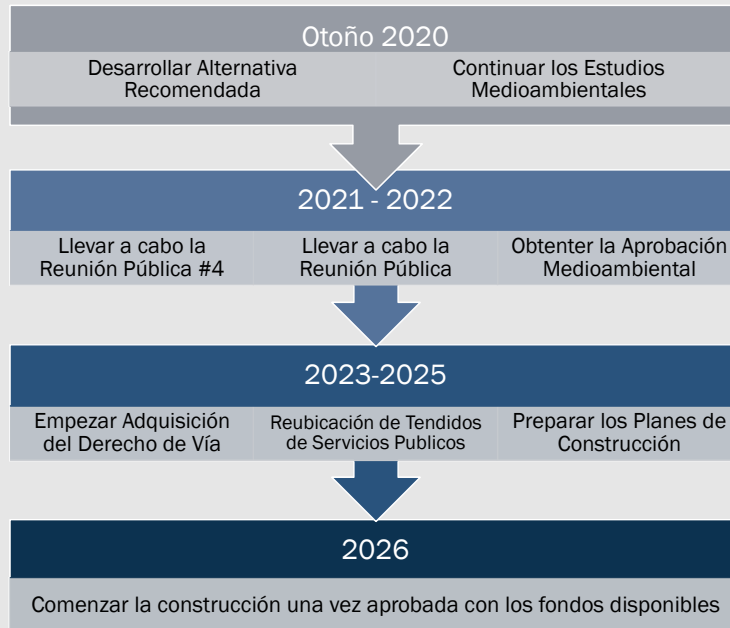 Otoño 2020
Desarrollar Alternativa
Recomendada
Continuar los Estudios
Medioambientales
2021 - 2022
Llevar a cabo la
Reunión Pública #4
Llevar a cabo la
Reunión Pública
Obtenter la Aprobación
Medioambiental
2023-2025
Empezar Adquisición
del Derecho de Vía
Reubicación de Tendidos
de Servicios Publicos
Preparar los Planes de
Construcción
2026
Comenzar la construcción una vez aprobada con los fondos disponibles